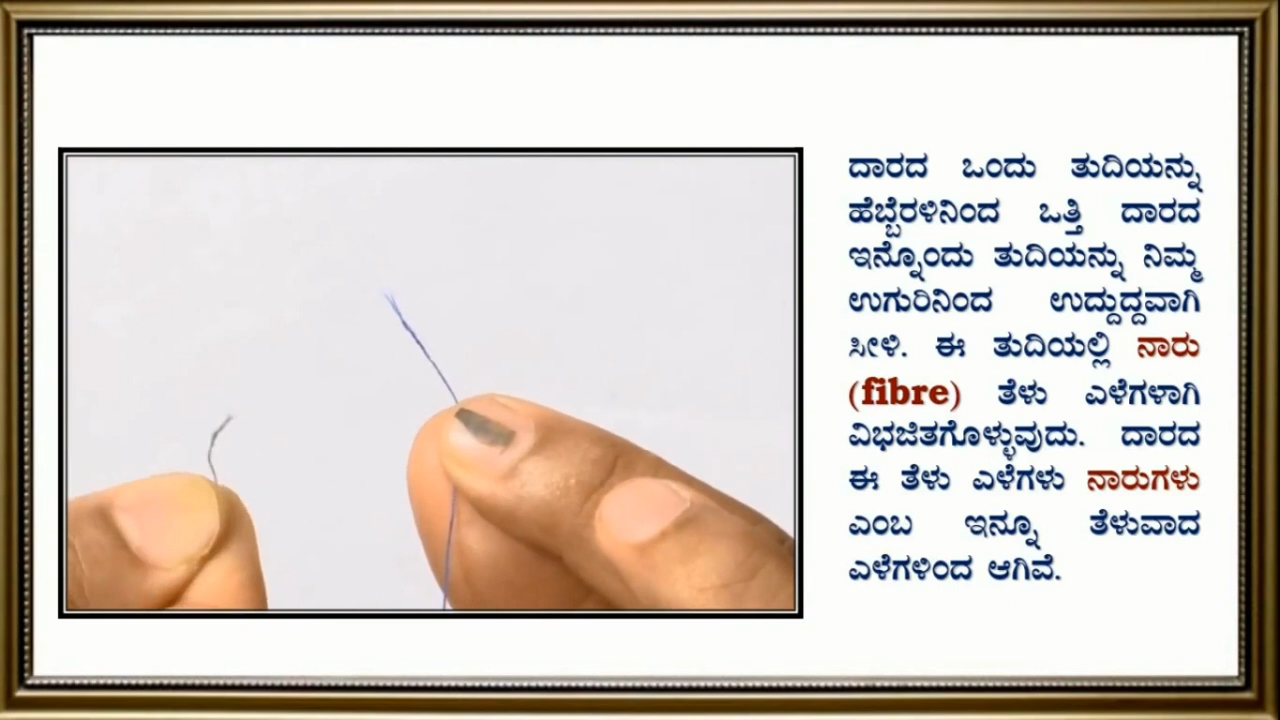 ದಾರದ ಒಂದು ತುದಿಯನ್ನು
ಹೆಬ್ಬೆರಳಿನಿಂದ ಒತ್ತಿ ದಾರದ
ಇನ್ನೊಂದು ತುದಿಯನ್ನು ನಿಮ್ಮ
ಉಗುರಿನಿಂದ ಉದ್ದುದ್ದವಾಗಿ
ಸೀಳಿ. ಈ ತುದಿಯಲ್ಲಿ ನಾರು
(fibre) ತೆಳು ಎಳೆಗಳಾಗಿ
ವಿಭಜಿತಗೊಳ್ಳುವುದು. ದಾರದ
ಈ ತೆಳು ಎಳೆಗಳು ನಾರುಗಳು
ಎಂಬ ಇನ್ನೂ ತೆಳುವಾದ
ಎಳೆಗಳಿಂದ ಆಗಿವೆ.